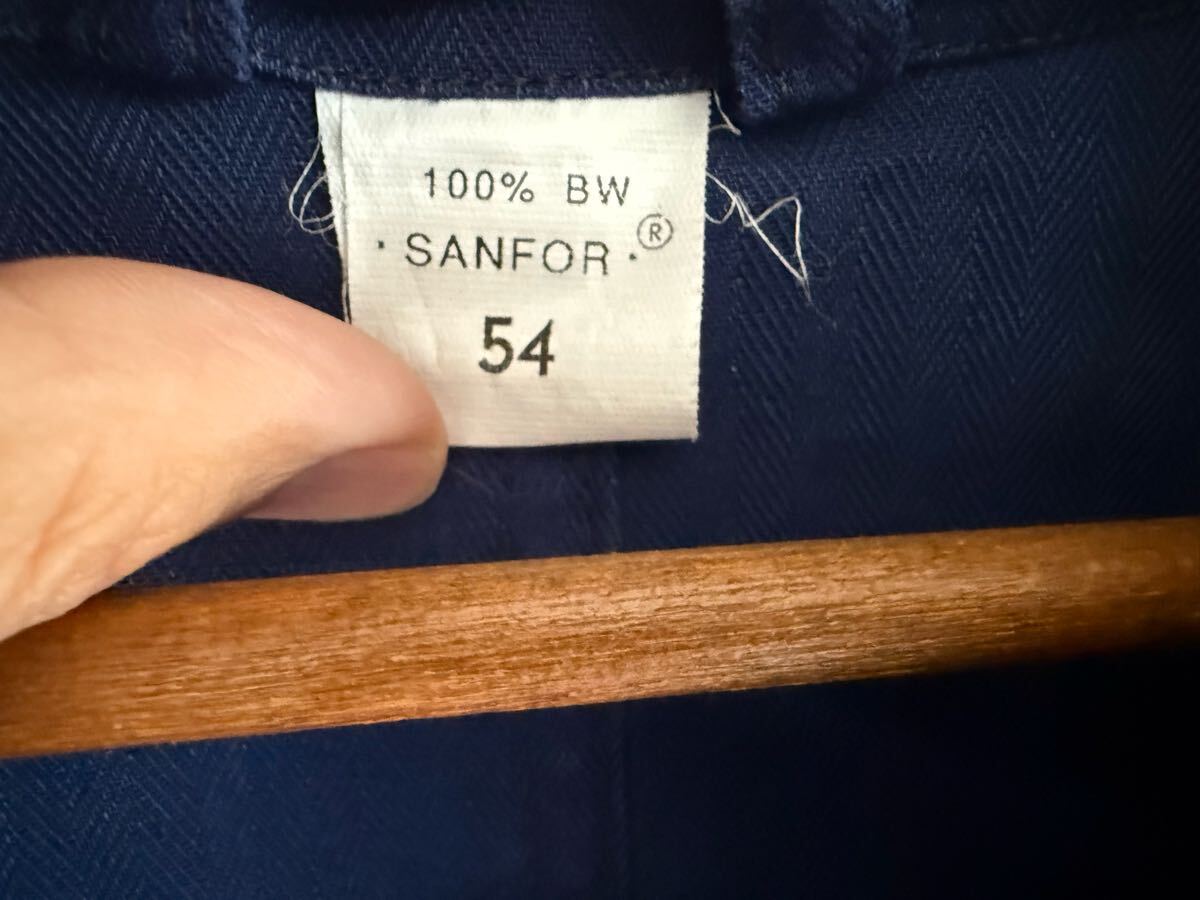 100% BW
· SANFOR · ®
54